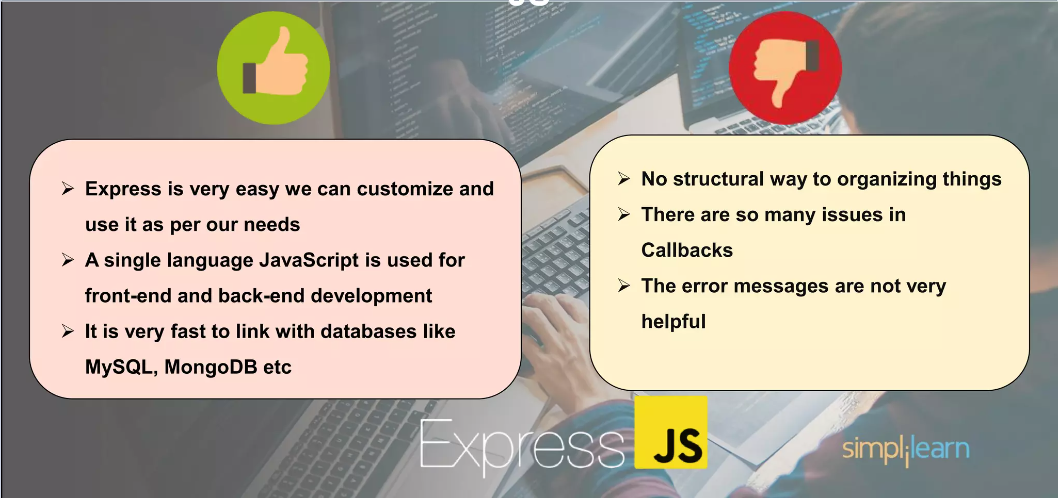 ➢ Express is very easy we can customize and
use it as per our needs
➢ A single language JavaScript is used for
front-end and back-end development
➢ It is very fast to link with databases like
MySQL, MongoDB etc
➢ No structural way to organizing things
➢ There are so many issues in
Callbacks
➢ The error messages are not very
helpful
Express JS
simplilearn